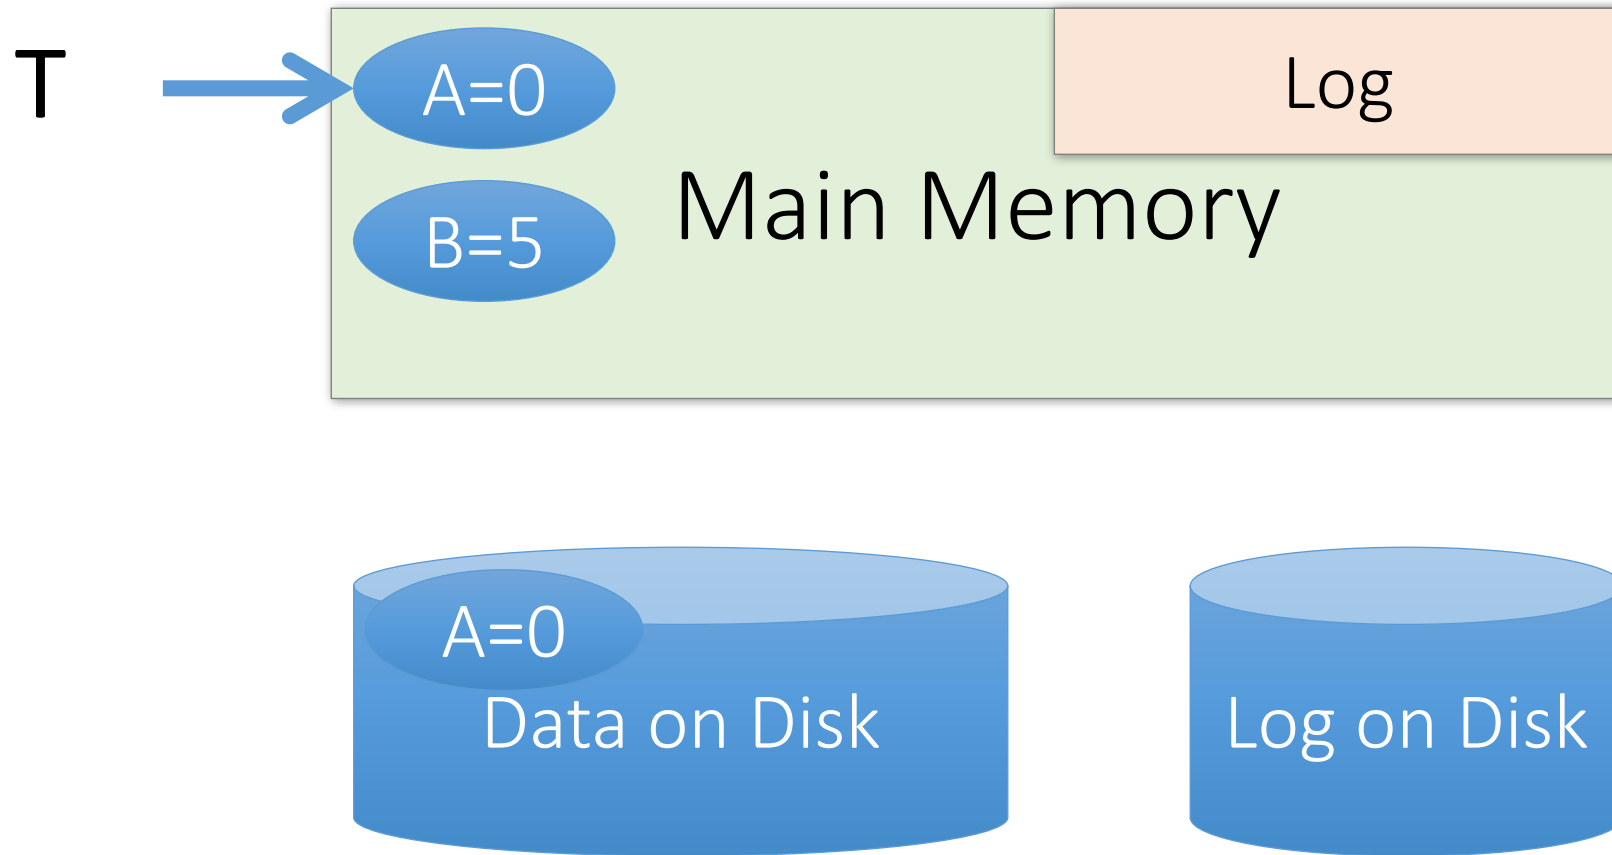 T
A=0
Log
B=5
Main Memory
A=0
Data on Disk
Log on Disk